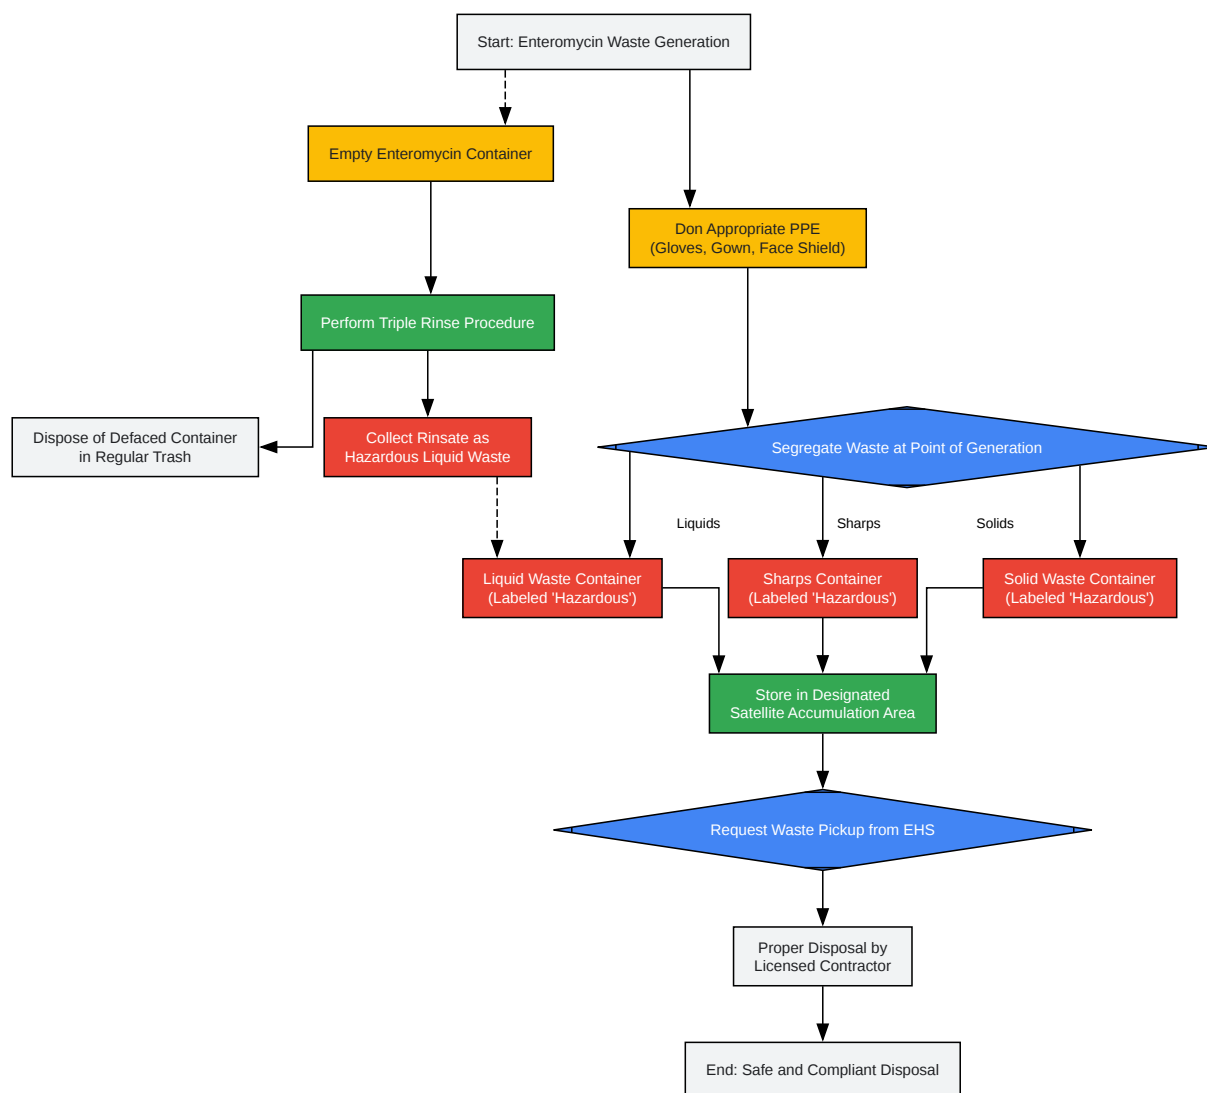 Start: Enteromycin Waste Generation
Empty Enteromycin Container
Don Appropriate PPE
(Gloves, Gown, Face Shield)
Perform Triple Rinse Procedure
Dispose of Defaced Container
in Regular Trash
Collect Rinsate as
Hazardous Liquid Waste
Segregate Waste at Point of Generation
Liquids
Sharps
Solids
Liquid Waste Container
(Labeled 'Hazardous')
Sharps Container
(Labeled 'Hazardous')
Solid Waste Container
(Labeled 'Hazardous')
Store in Designated
Satellite Accumulation Area
Request Waste Pickup from EHS
Proper Disposal by
Licensed Contractor
End: Safe and Compliant Disposal